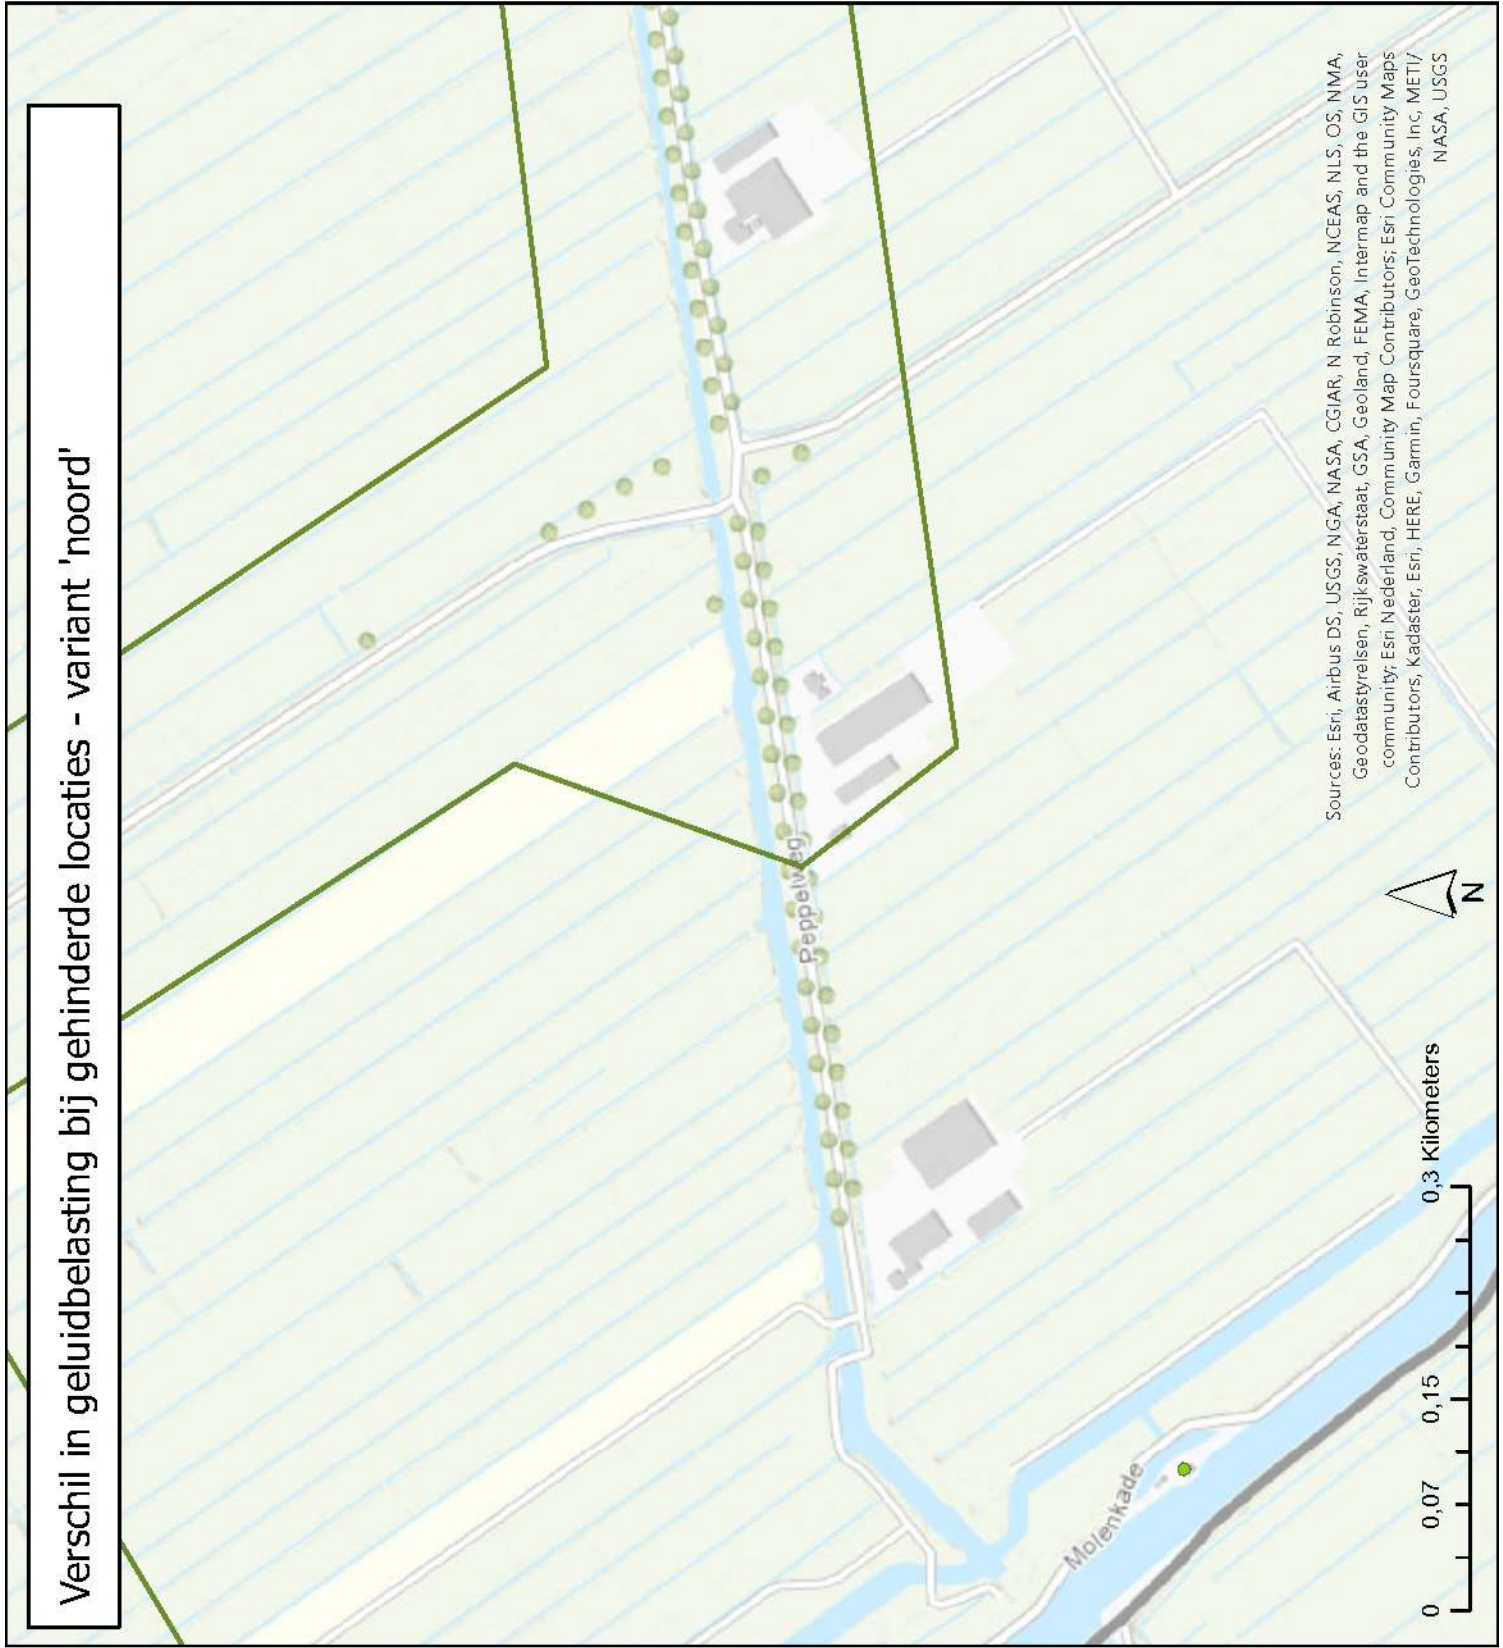 Verschil in geluidbelasting bij gehinderde locaties - variant 'noord'
Peppelweg
Molenkade
Sources: Esri, Airbus DS, USGS, NGA, NASA, CGIAR, N Robinson, NCEAS, NLS, OS, NMA,
Geodatastyrelsen, Rijkswaterstaat, GSA, Geoland, FEMA, Intermap and the GIS user
community; Esri Nederland, Community Map Contributors; Esri Community Maps
Contributors, Kadaster, Esri, HERE, Garmin, Foursquare, GeoTechnologies, Inc, METI/
NASA, USGS
N
0 0,07 0,15 0,3 Kilometers